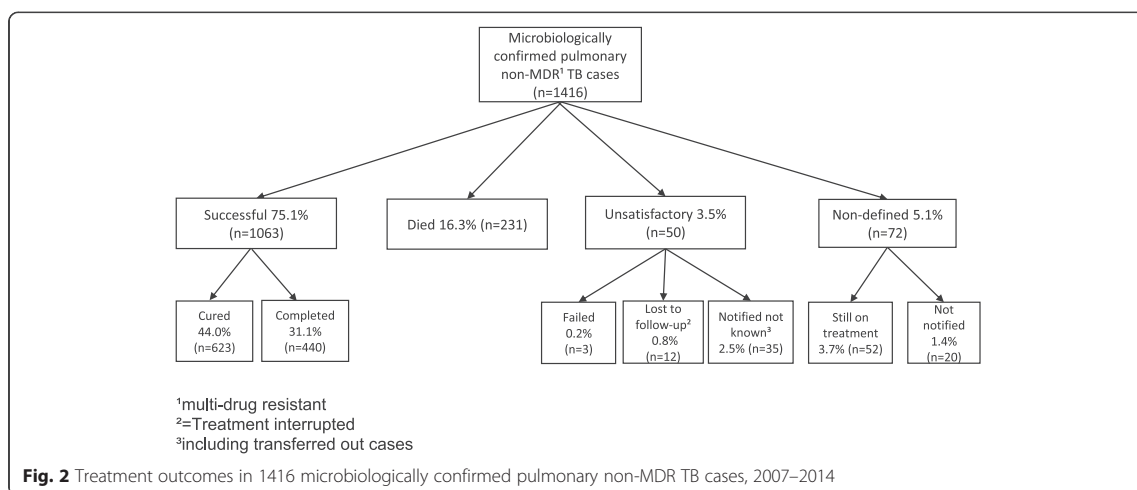 Microbiologically
confirmed pulmonary
non-MDR¹ TB cases
(n=1416)
Successful 75.1%
(n=1063)
Died 16.3% (n=231)
Unsatisfactory 3.5%
(n=50)
Non-defined 5.1%
(n=72)
Cured
44.0%
(n=623)
Completed
31.1%
(n=440)
Failed
0.2%
(n=3)
Lost to
follow-up²
0.8%
(n=12)
Notified not
known³
2.5% (n=35)
Still on
treatment
3.7% (n=52)
Not
notified
1.4%
(n=20)
¹multi-drug resistant
²=Treatment interrupted
³including transferred out cases
Fig. 2 Treatment outcomes in 1416 microbiologically confirmed pulmonary non-MDR TB cases, 2007–2014